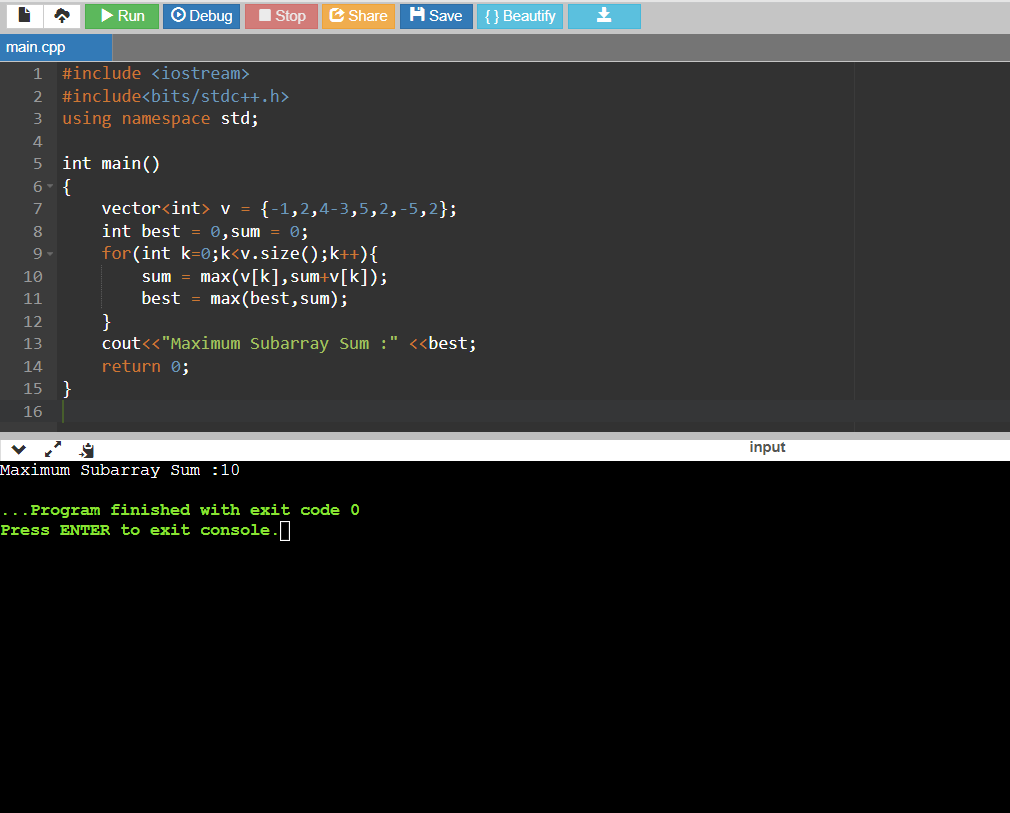 Run Debug Stop Share Save { } Beautify
main.cpp
1 #include <iostream>
2 #include<bits/stdc++.h>
3 using namespace std;
4
5 int main()
6 {
7     vector<int> v = {-1,2,4-3,5,2,-5,2};
8     int best = 0,sum = 0;
9     for(int k=0;k<v.size();k++){
10         sum = max(v[k],sum+v[k]);
11         best = max(best,sum);
12     }
13     cout<<"Maximum Subarray Sum :" <<best;
14     return 0;
15 }
16
input
Maximum Subarray Sum :10
...Program finished with exit code 0
Press ENTER to exit console.